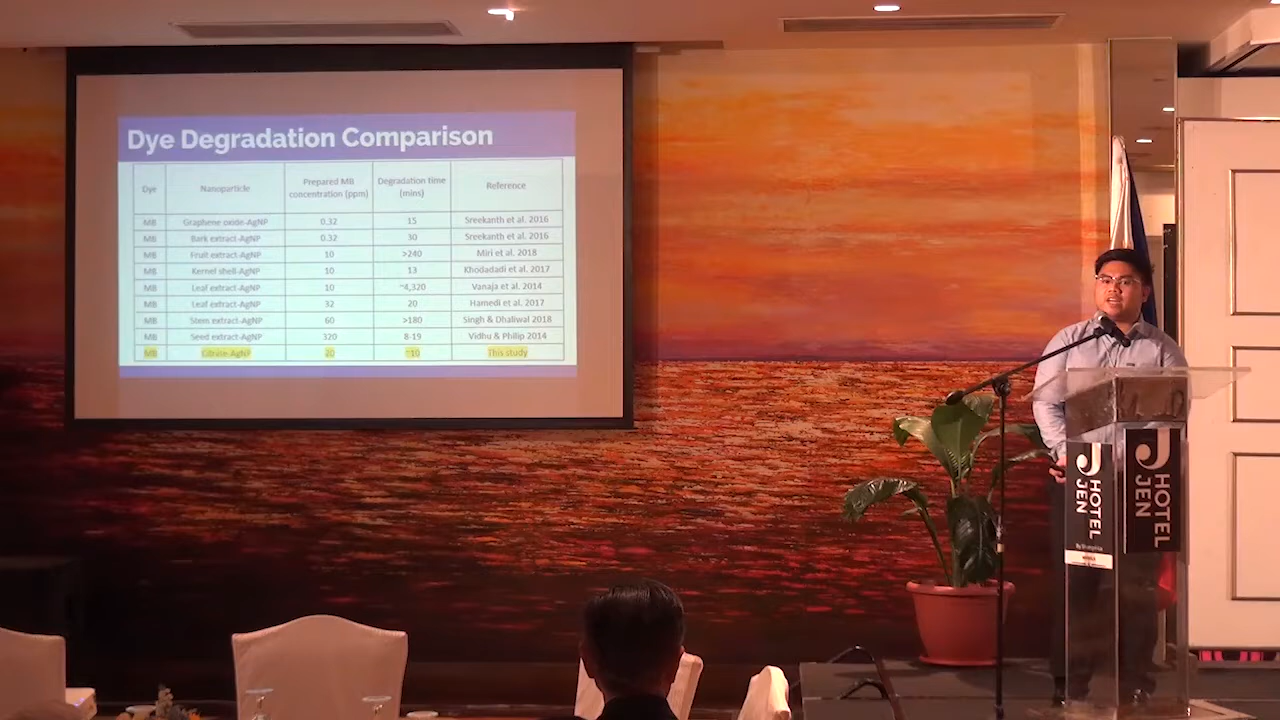 Dye Degradation Comparison
Dye Nanoparticle Prepared MB concentration (ppm) Degradation time (mins) Reference
MB Graphene oxide-AgNP 0.32 15 Sreekanth et al. 2016
MB Bark extract-AgNP 0.32 30 Sreekanth et al. 2016
MB Fruit extract-AgNP 10 >240 Miri et al. 2018
MB Kernel shell-AgNP 10 13 Khodadadi et al. 2017
MB Leaf extract-AgNP 10 ~4,320 Vanaja et al. 2014
MB Leaf extract-AgNP 32 20 Hamedi et al. 2017
MB Stem extract-AgNP 60 >180 Singh & Dhaliwal 2018
MB Seed extract-AgNP 320 8-19 Vidhu & Philip 2014
MB Citrate-AgNP 20 ~10 This study
J HOTEL
JEN
J HOTEL
JEN